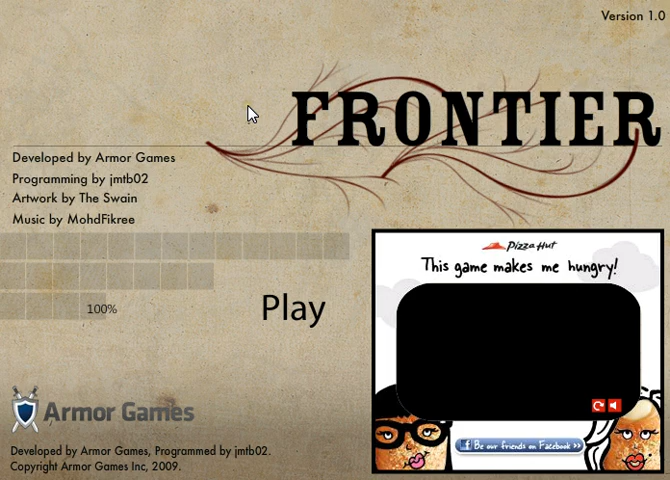 Version 1.0
FRONTIER
Developed by Armor Games
Programming by jmtb02
Artwork by The Swain
Music by MohdFikree
Pizza Hut
This game makes me hungry!
100%
Play
Armor Games
Be our friends on Facebook >>
Developed by Armor Games, Programmed by jmtb02.
Copyright Armor Games Inc, 2009.